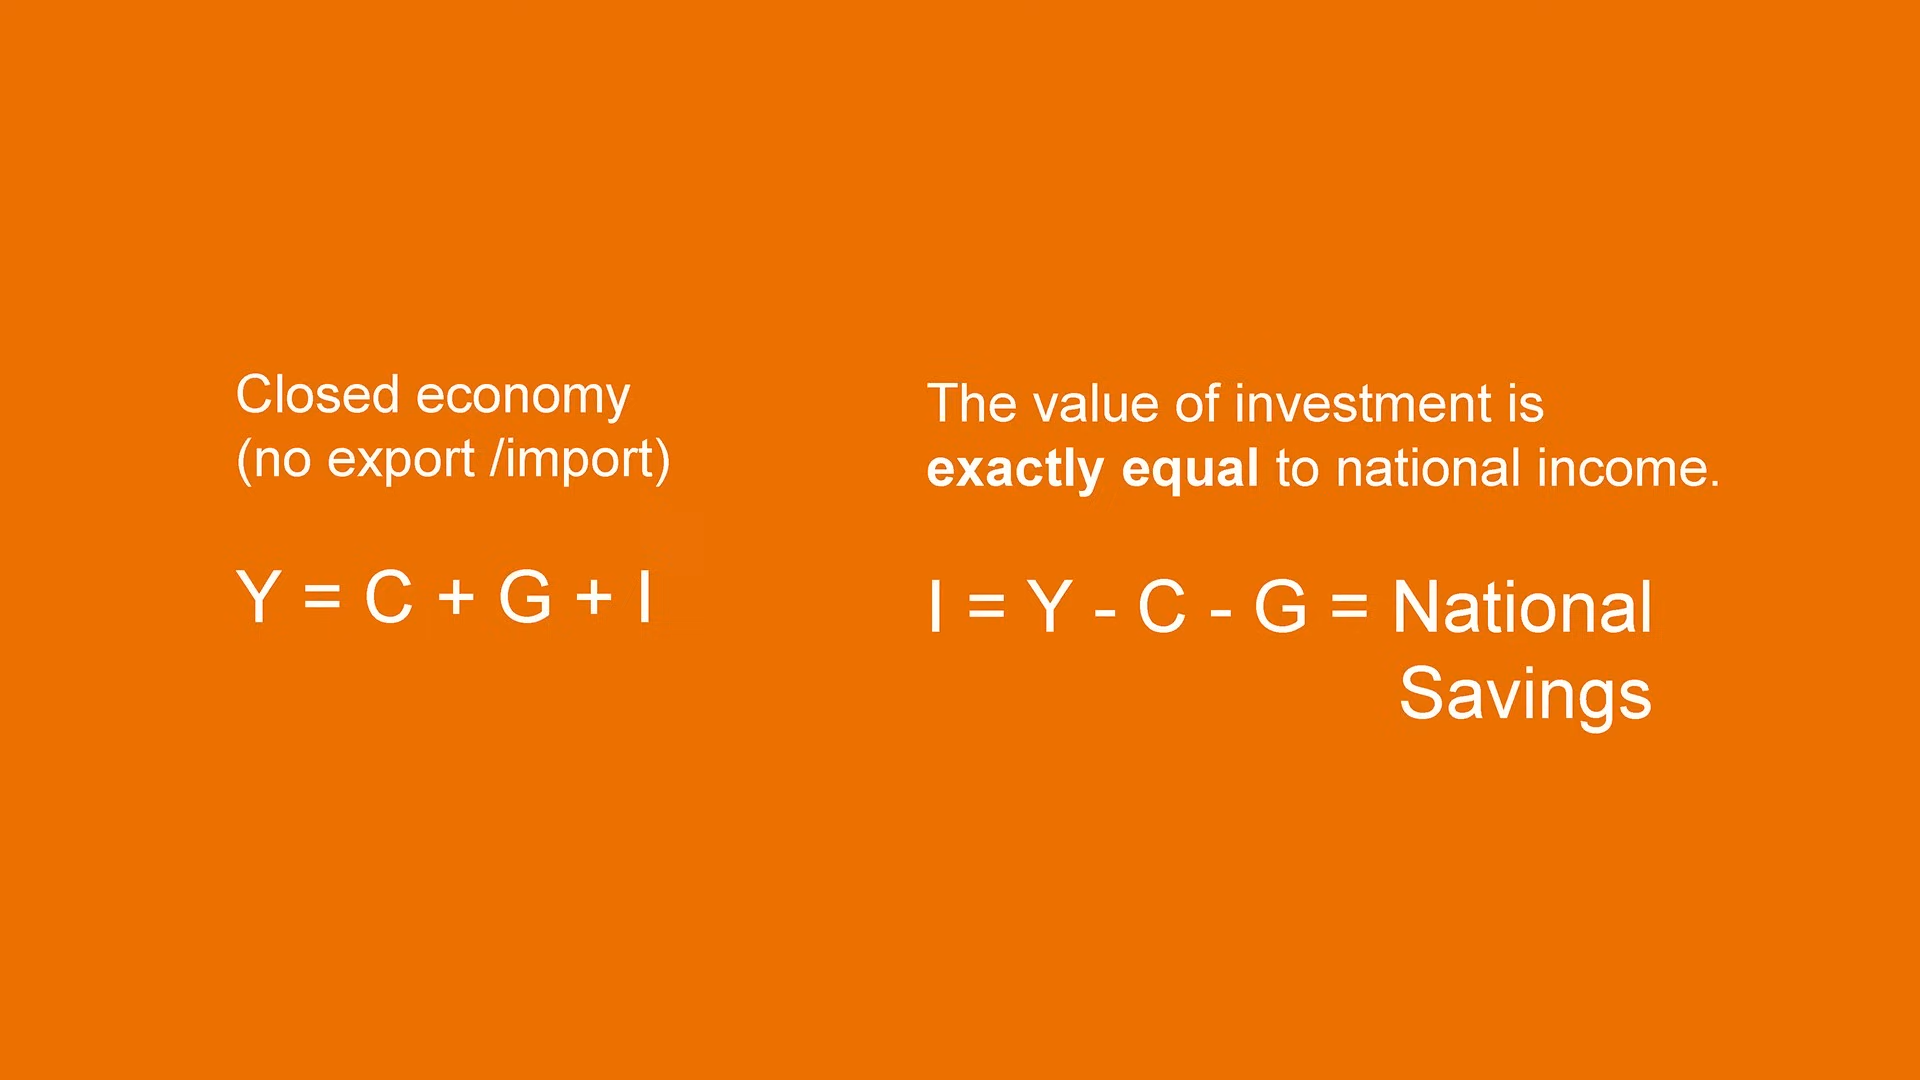 Closed economy
(no export /import)
Y = C + G + I
The value of investment is
exactly equal to national income.
I = Y - C - G = National
Savings